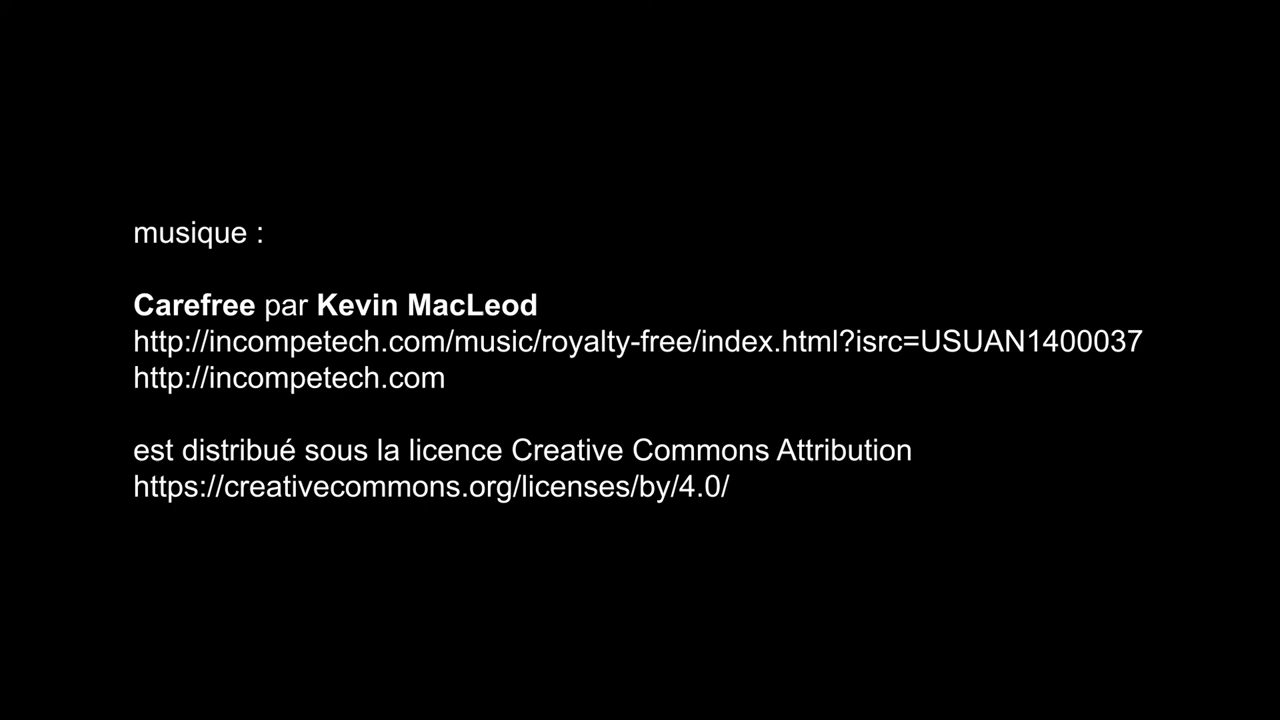 musique :
Carefree par Kevin MacLeod
http://incompetech.com/music/royalty-free/index.html?isrc=USUAN1400037
http://incompetech.com
est distribué sous la licence Creative Commons Attribution
https://creativecommons.org/licenses/by/4.0/